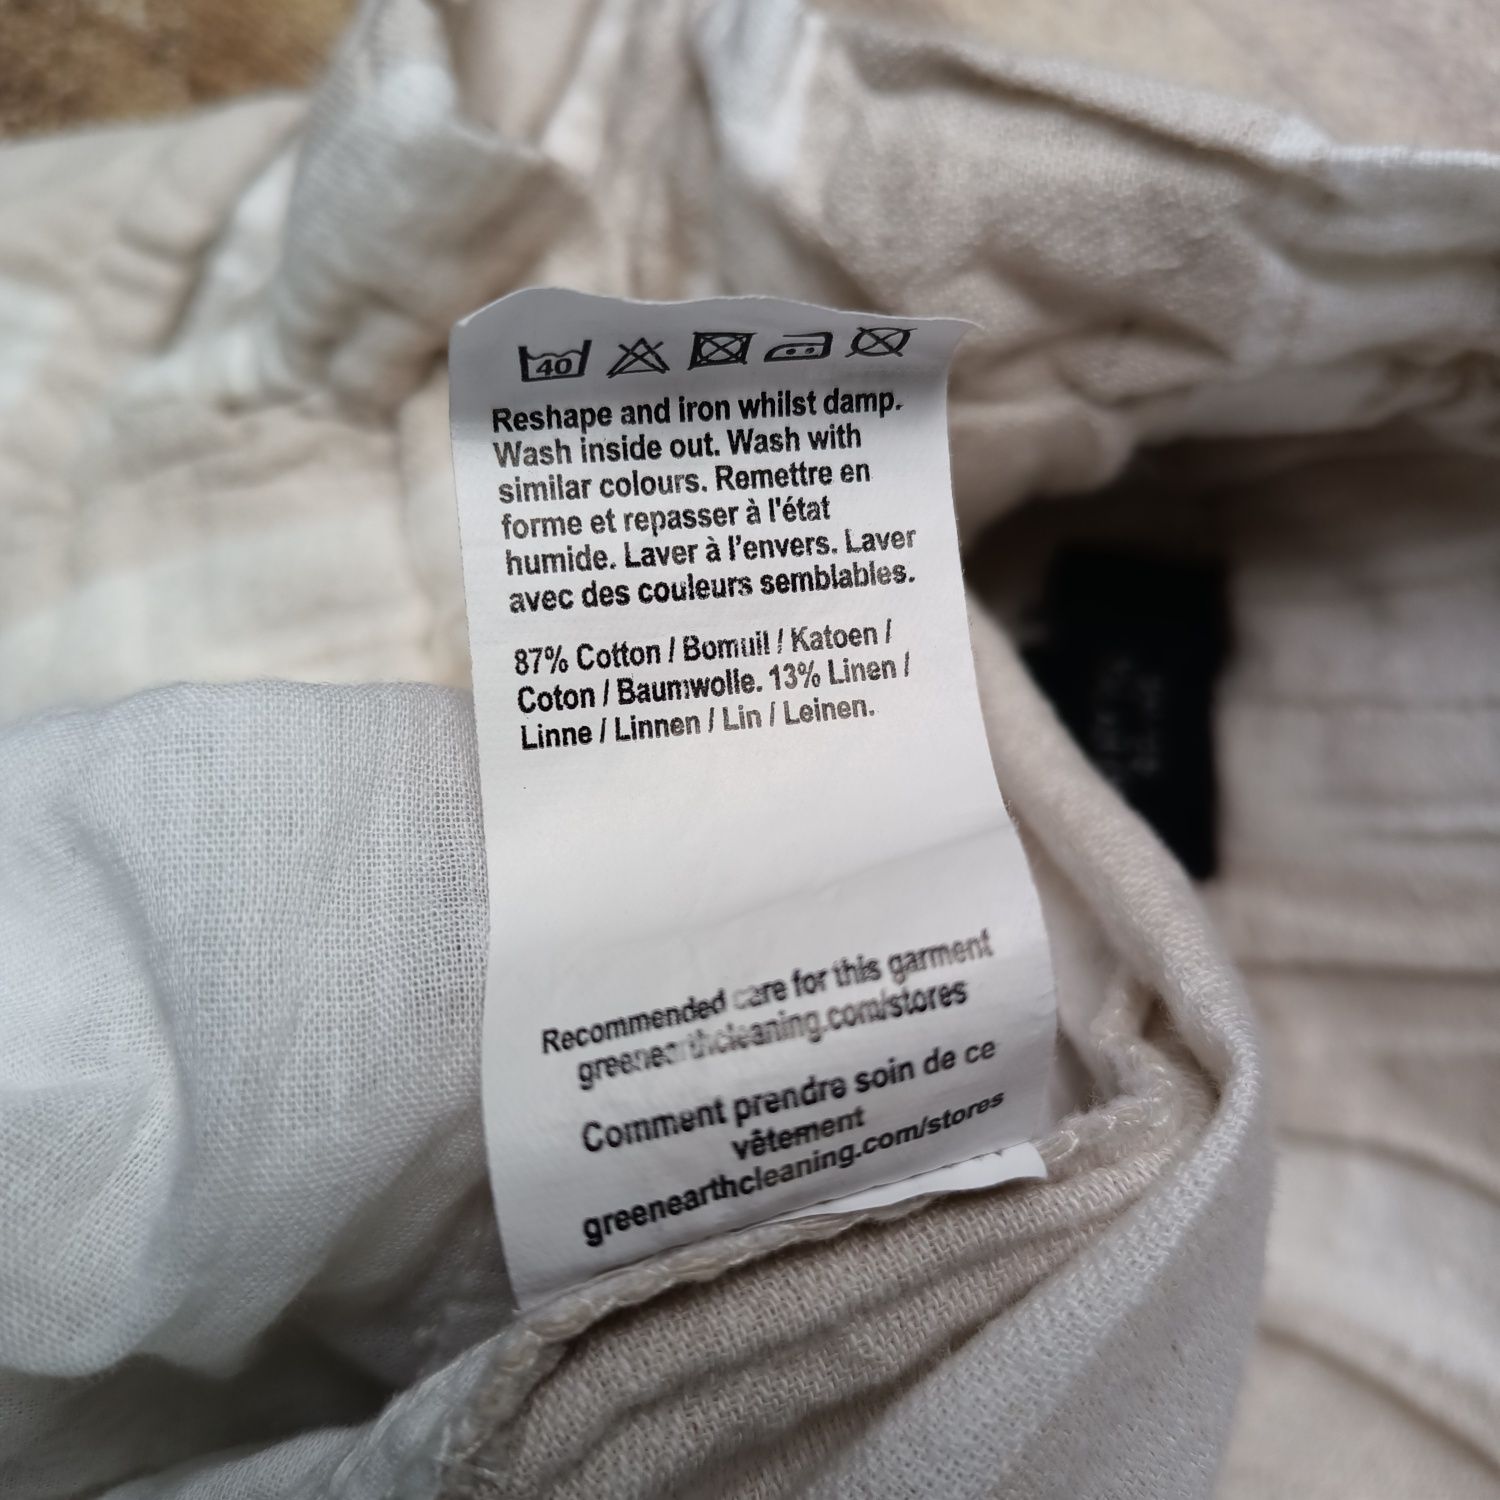 40
Reshape and iron whilst damp.
Wash inside out. Wash with
similar colours. Remettre en
forme et repasser à l'état
humide. Laver à l'envers. Laver
avec des couleurs semblables.
87% Cotton / Bomuil / Katoen /
Coton / Baumwolle. 13% Linen /
Linne / Linnen / Lin / Leinen.
Recommended care for this garment
greenearthcleaning.com/stores
Comment prendre soin de ce
vêtement
greenearthcleaning.com/stores